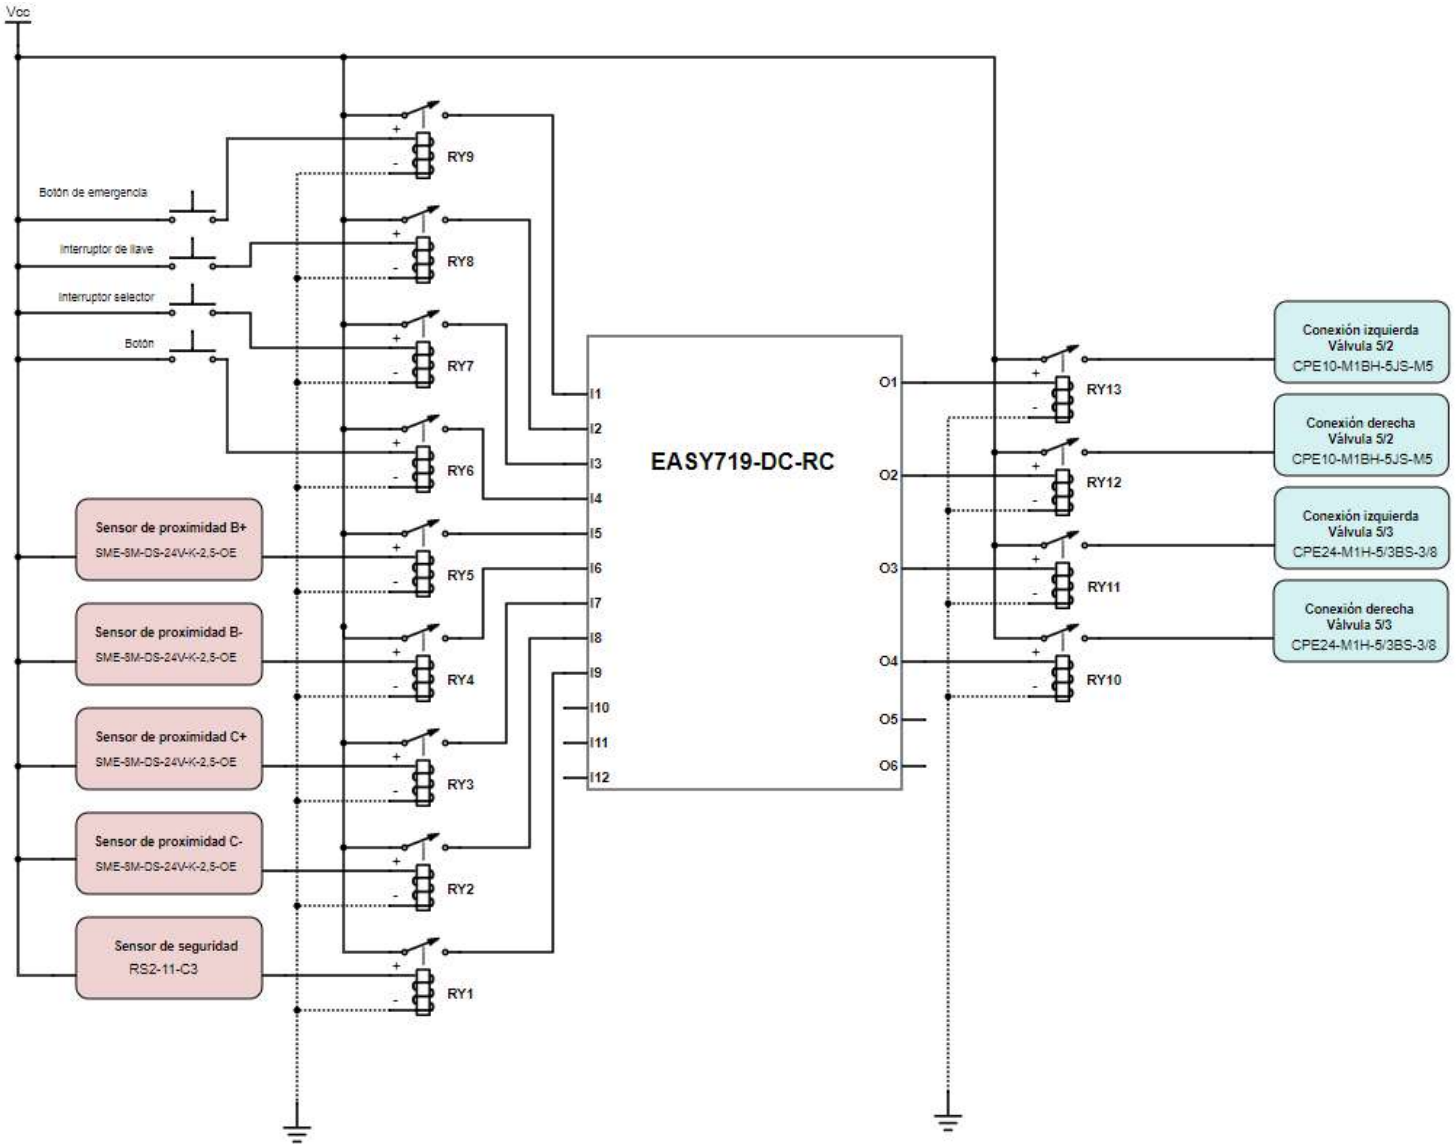 Vcc
+
-
RY9
Botón de emergencia
+
-
RY8
Interruptor de llave
Interruptor selector
+
-
RY7
Botón
+
-
RY6
Sensor de proximidad B+
SME-8M-DS-24V-K-2,5-OE
+
-
RY5
Sensor de proximidad B-
SME-8M-DS-24V-K-2,5-OE
+
-
RY4
Sensor de proximidad C+
SME-8M-DS-24V-K-2,5-OE
+
-
RY3
Sensor de proximidad C-
SME-8M-DS-24V-K-2,5-OE
+
-
RY2
Sensor de seguridad
RS2-11-C3
+
-
RY1
EASY719-DC-RC
I1
I2
I3
I4
I5
I6
I7
I8
I9
I10
I11
I12
O1
O2
O3
O4
O5
O6
+
-
RY13
+
-
RY12
+
-
RY11
+
-
RY10
Conexión izquierda
Válvula 5/2
CPE10-M1BH-5JS-M5
Conexión derecha
Válvula 5/2
CPE10-M1BH-5JS-M5
Conexión izquierda
Válvula 5/3
CPE24-M1H-5/3BS-3/8
Conexión derecha
Válvula 5/3
CPE24-M1H-5/3BS-3/8